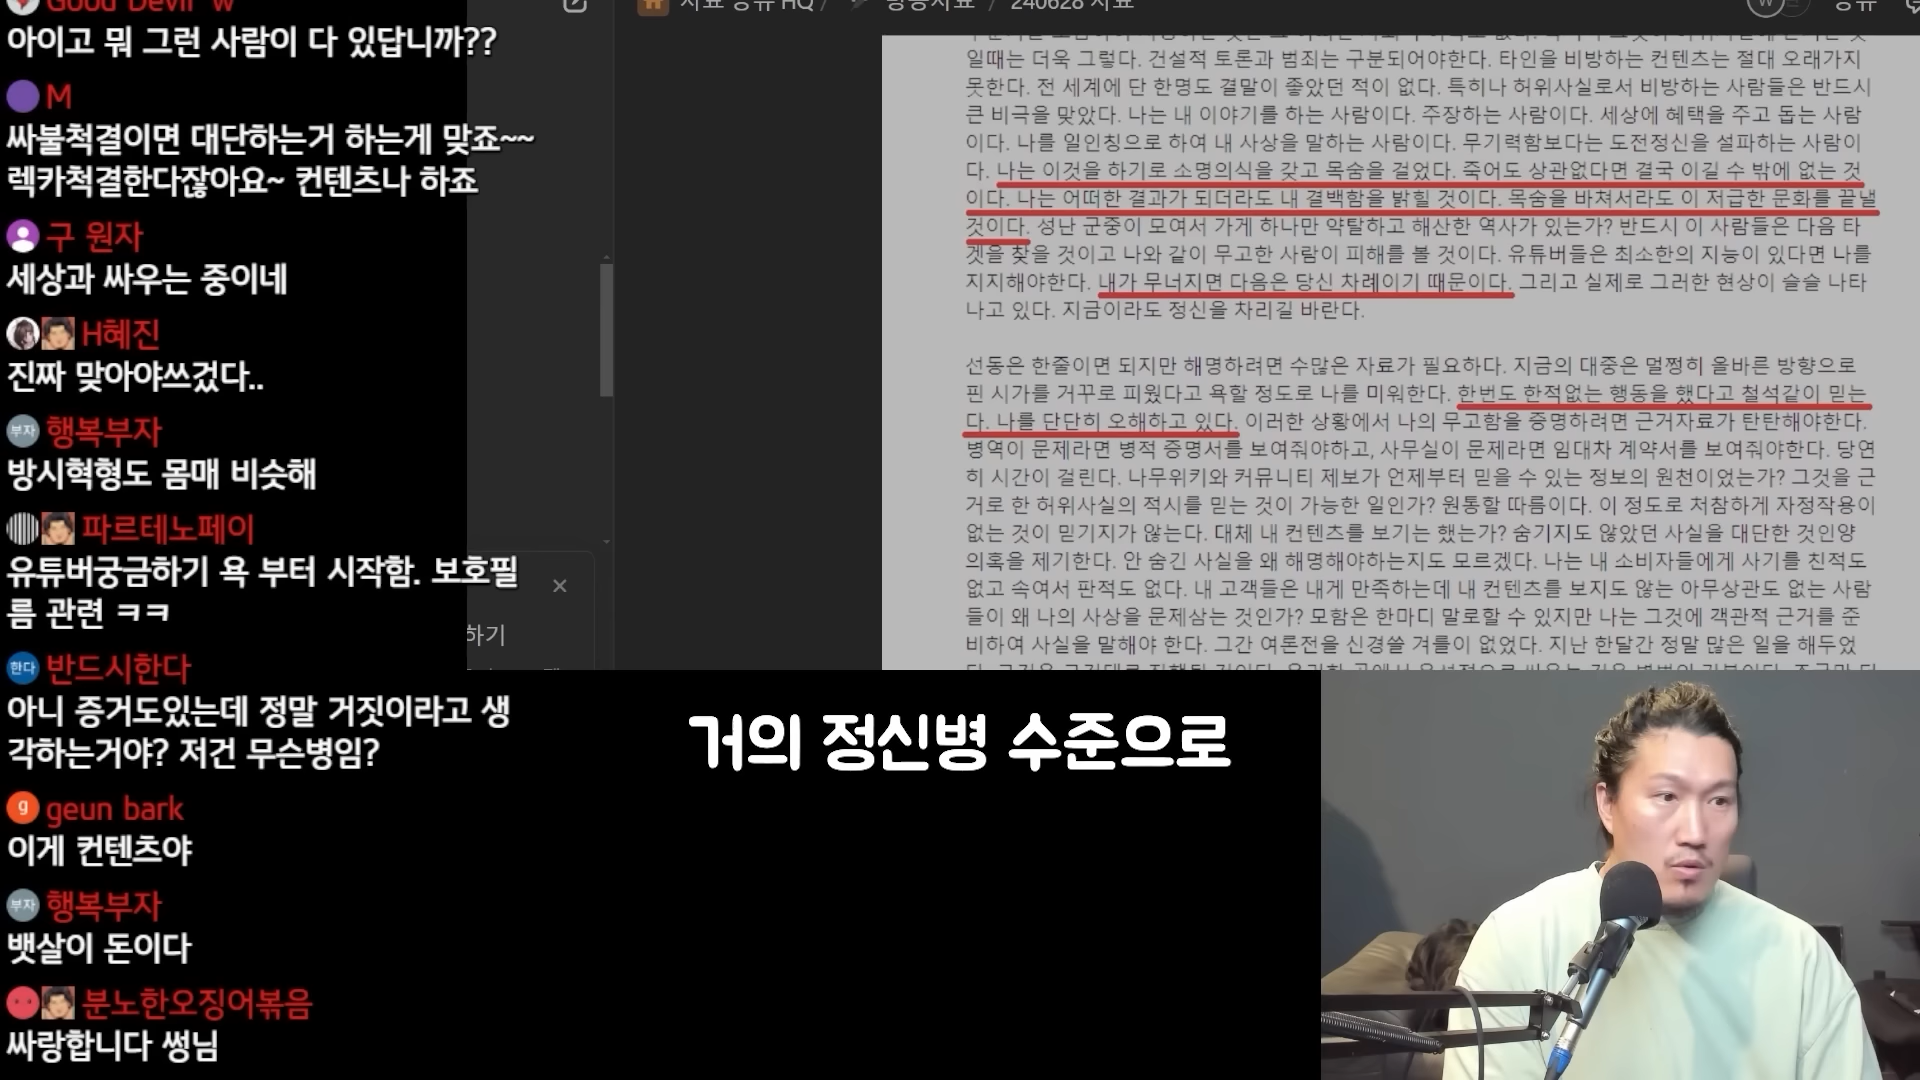 Good Devil w
아이고 뭐 그런 사람이 다 있답니까??
M
싸불척결이면 대단하는거 하는게 맞죠~~
렉카척결한다잖아요~ 컨텐츠나 하죠
구 원자
세상과 싸우는 중이네
H혜진
진짜 맞아야쓰겠다..
부자 행복부자
방시혁형도 몸매 비슷해
파르테노페이
유튜버궁금하기 욕 부터 시작함. 보호필
름 관련 ㅋㅋ
한다 반드시한다
아니 증거도있는데 정말 거짓이라고 생
각하는거야? 저건 무슨병임?
g geun bark
이게 컨텐츠야
부자 행복부자
뱃살이 돈이다
분노한오징어볶음
싸랑합니다 썽님
하기
자료 공유 HQ / 방송자료 / 240628 자료
공유
일때는 더욱 그렇다. 건설적 토론과 범죄는 구분되어야한다. 타인을 비방하는 컨텐츠는 절대 오래가지
못한다. 전 세계에 단 한명도 결말이 좋았던 적이 없다. 특히나 허위사실로서 비방하는 사람들은 반드시
큰 비극을 맞았다. 나는 내 이야기를 하는 사람이다. 주장하는 사람이다. 세상에 혜택을 주고 돕는 사람
이다. 나를 일인칭으로 하여 내 사상을 말하는 사람이다. 무기력함보다는 도전정신을 설파하는 사람이
다. 나는 이것을 하기로 소명의식을 갖고 목숨을 걸었다. 죽어도 상관없다면 결국 이길 수 밖에 없는 것
이다. 나는 어떠한 결과가 되더라도 내 결백함을 밝힐 것이다. 목숨을 바쳐서라도 이 저급한 문화를 끝낼
것이다. 성난 군중이 모여서 가게 하나만 약탈하고 해산한 역사가 있는가? 반드시 이 사람들은 다음 타
겟을 찾을 것이고 나와 같이 무고한 사람이 피해를 볼 것이다. 유튜버들은 최소한의 지능이 있다면 나를
지지해야한다. 내가 무너지면 다음은 당신 차례이기 때문이다. 그리고 실제로 그러한 현상이 슬슬 나타
나고 있다. 지금이라도 정신을 차리길 바란다.
선동은 한줄이면 되지만 해명하려면 수많은 자료가 필요하다. 지금의 대중은 멀쩡히 올바른 방향으로
핀 시가를 거꾸로 피웠다고 욕할 정도로 나를 미워한다. 한번도 한적없는 행동을 했다고 철석같이 믿는
다. 나를 단단히 오해하고 있다. 이러한 상황에서 나의 무고함을 증명하려면 근거자료가 탄탄해야한다.
병역이 문제라면 병적 증명서를 보여줘야하고, 사무실이 문제라면 임대차 계약서를 보여줘야한다. 당연
히 시간이 걸린다. 나무위키와 커뮤니티 제보가 언제부터 믿을 수 있는 정보의 원천이었는가? 그것을 근
거로 한 허위사실의 적시를 믿는 것이 가능한 일인가? 원통할 따름이다. 이 정도로 처참하게 자정작용이
없는 것이 믿기지가 않는다. 대체 내 컨텐츠를 보기는 했는가? 숨기지도 않았던 사실을 대단한 것인양
의혹을 제기한다. 안 숨긴 사실을 왜 해명해야하는지도 모르겠다. 나는 내 소비자들에게 사기를 친적도
없고 속여서 판적도 없다. 내 고객들은 내게 만족하는데 내 컨텐츠를 보지도 않는 아무상관도 없는 사람
들이 왜 나의 사상을 문제삼는 것인가? 모함은 한마디 말로할 수 있지만 나는 그것에 객관적 근거를 준
비하여 사실을 말해야 한다. 그간 여론전을 신경쓸 겨를이 없었다. 지난 한달간 정말 많은 일을 해두었
거의 정신병 수준으로